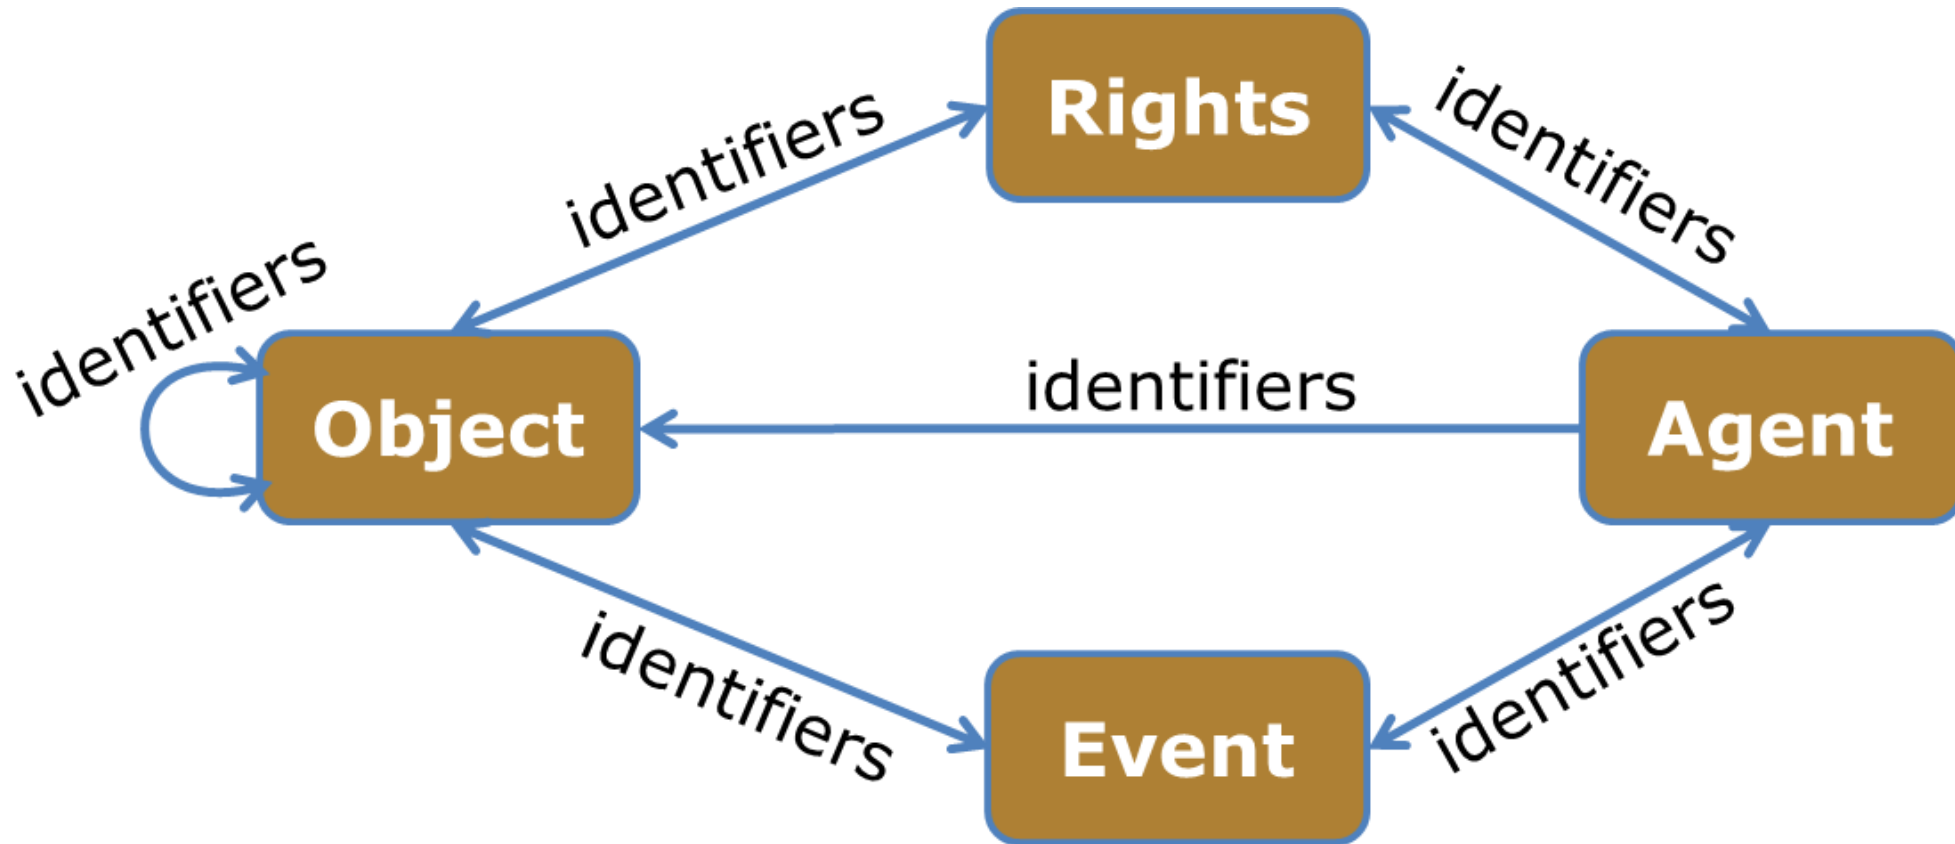 Rights
identifiers
identifiers
identifiers
Object
identifiers
Agent
identifiers
identifiers
Event